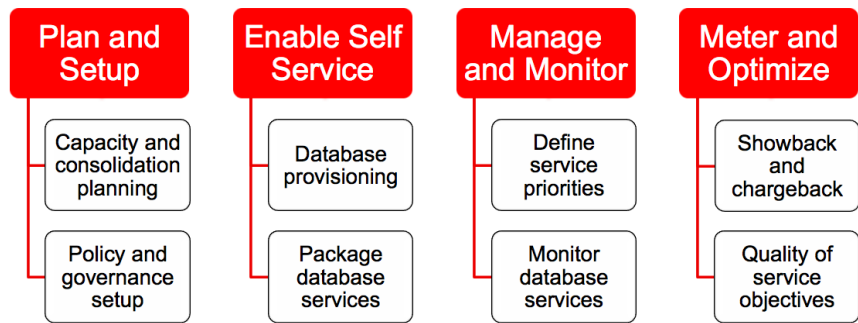 Plan and
Setup
Capacity and
consolidation
planning
Policy and
governance
setup
Enable Self
Service
Database
provisioning
Package
database
services
Manage
and Monitor
Define
service
priorities
Monitor
database
services
Meter and
Optimize
Showback
and
chargeback
Quality of
service
objectives